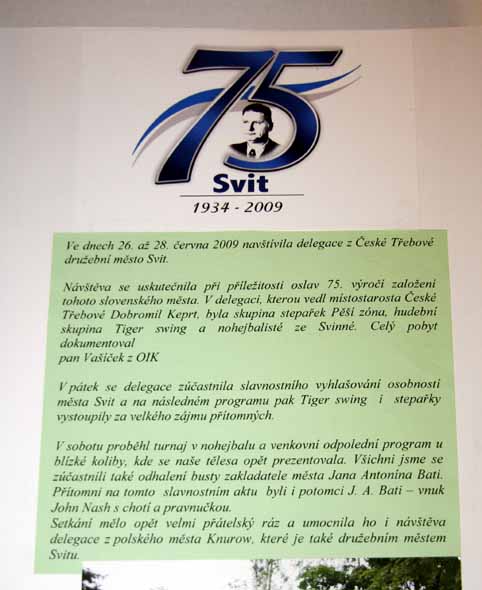 75
Svit
1934 - 2009
Ve dnech 26. až 28. června 2009 navštívila delegace z České Třebové
družební město Svit.
Návštěva se uskutečnila při příležitosti oslav 75. výročí založení
tohoto slovenského města. V delegaci, kterou vedl místostarosta České
Třebové Dobromil Keprt, byla skupina stepařek Pěší zóna, hudební
skupina Tiger swing a nohejbalisté ze Svinné. Celý pobyt
dokumentoval
pan Vašíček z OIK
V pátek se delegace zúčastnila slavnostního vyhlašování osobností
města Svit a na následném programu pak Tiger swing i stepařky
vystoupily za velkého zájmu přítomných.
V sobotu proběhl turnaj v nohejbalu a venkovní odpolední program u
blízké koliby, kde se naše tělesa opět prezentovala. Všichni jsme se
zúčastnili také odhalení busty zakladatele města Jana Antonína Bati.
Přítomni na tomto slavnostním aktu byli i potomci J. A. Bati – vnuk
John Nash s chotí a pravnučkou.
Setkání mělo opět velmi přátelský ráz a umocnila ho i návštěva
delegace z polského města Knurow, které je také družebním městem
Svitu.